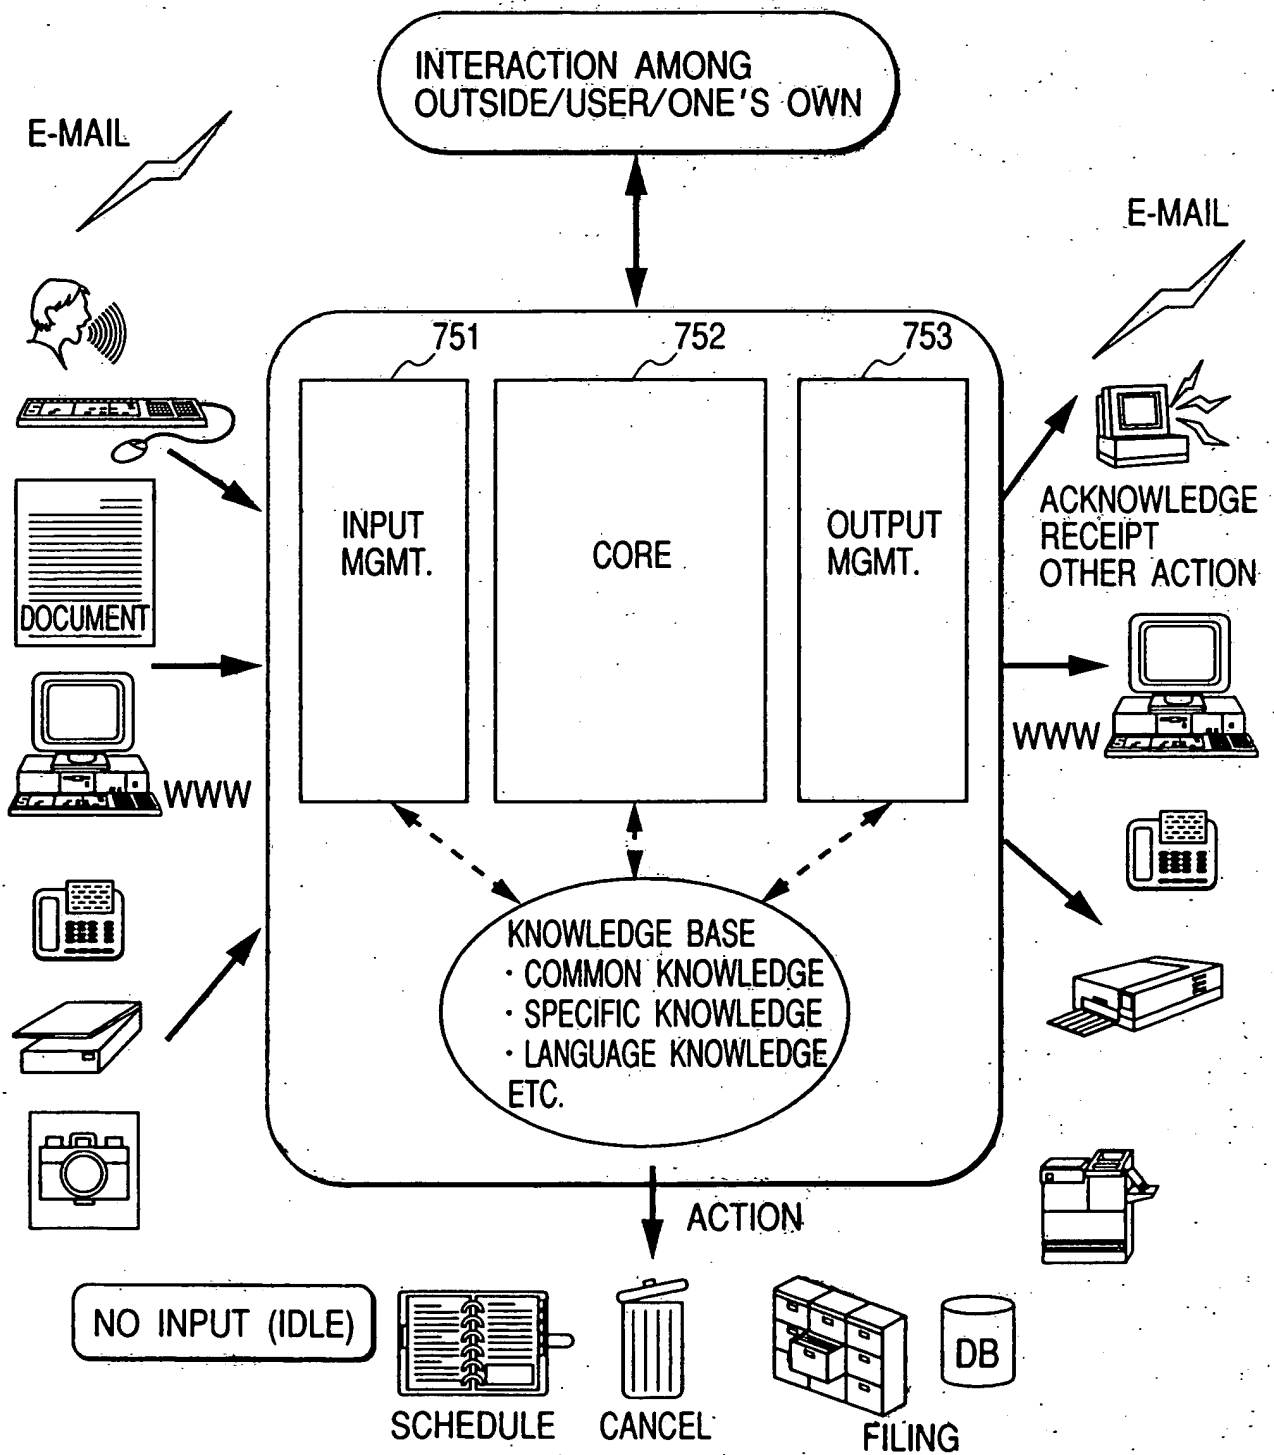 INTERACTION AMONG
OUTSIDE/USER/ONE'S OWN
E-MAIL
E-MAIL
751
752
753
INPUT
MGMT.
CORE
OUTPUT
MGMT.
ACKNOWLEDGE
RECEIPT
OTHER ACTION
DOCUMENT
WWW
WWW
KNOWLEDGE BASE
· COMMON KNOWLEDGE
· SPECIFIC KNOWLEDGE
· LANGUAGE KNOWLEDGE
ETC.
ACTION
NO INPUT (IDLE)
DB
SCHEDULE
CANCEL
FILING